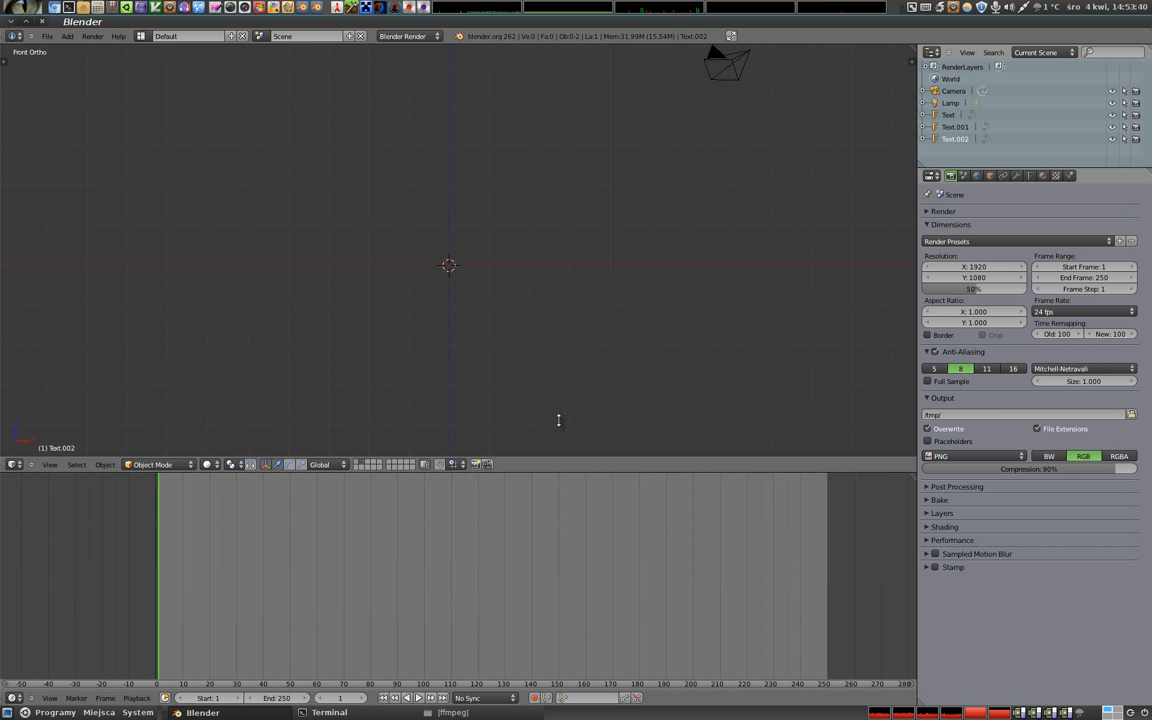 1 °C śro 4 kwi, 14:53:40
Blender
File Add Render Help Default Scene Blender Render blender.org 262 | Ve:0 | Fa:0 | Ob:0-2 | La:1 | Mem:31.99M (15.54M) | Text.002
View Search Current Scene
Front Ortho
RenderLayers
World
Camera
Lamp
Text
Text.001
Text.002
Scene
Render
Dimensions
Render Presets
Resolution: Frame Range:
X: 1920 Start Frame: 1
Y: 1080 End Frame: 250
50% Frame Step: 1
Aspect Ratio: Frame Rate:
X: 1.000 24 fps
Y: 1.000 Time Remapping:
Border Crop Old: 100 New: 100
Anti-Aliasing
5 8 11 16 Mitchell-Netravali
Full Sample Size: 1.000
Output
/tmp/
Overwrite File Extensions
Placeholders
PNG BW RGB RGBA
Compression: 90%
Post Processing
Bake
Layers
Shading
Performance
Sampled Motion Blur
Stamp
(1) Text.002
View Select Object Object Mode Global
-50 -40 -30 -20 -10 0 10 20 30 40 50 60 70 80 90 100 110 120 130 140 150 160 170 180 190 200 210 220 230 240 250 260 270 280
View Marker Frame Playback Start: 1 End: 250 1 No Sync
Programy Miejsca System Blender Terminal [ffmpeg]